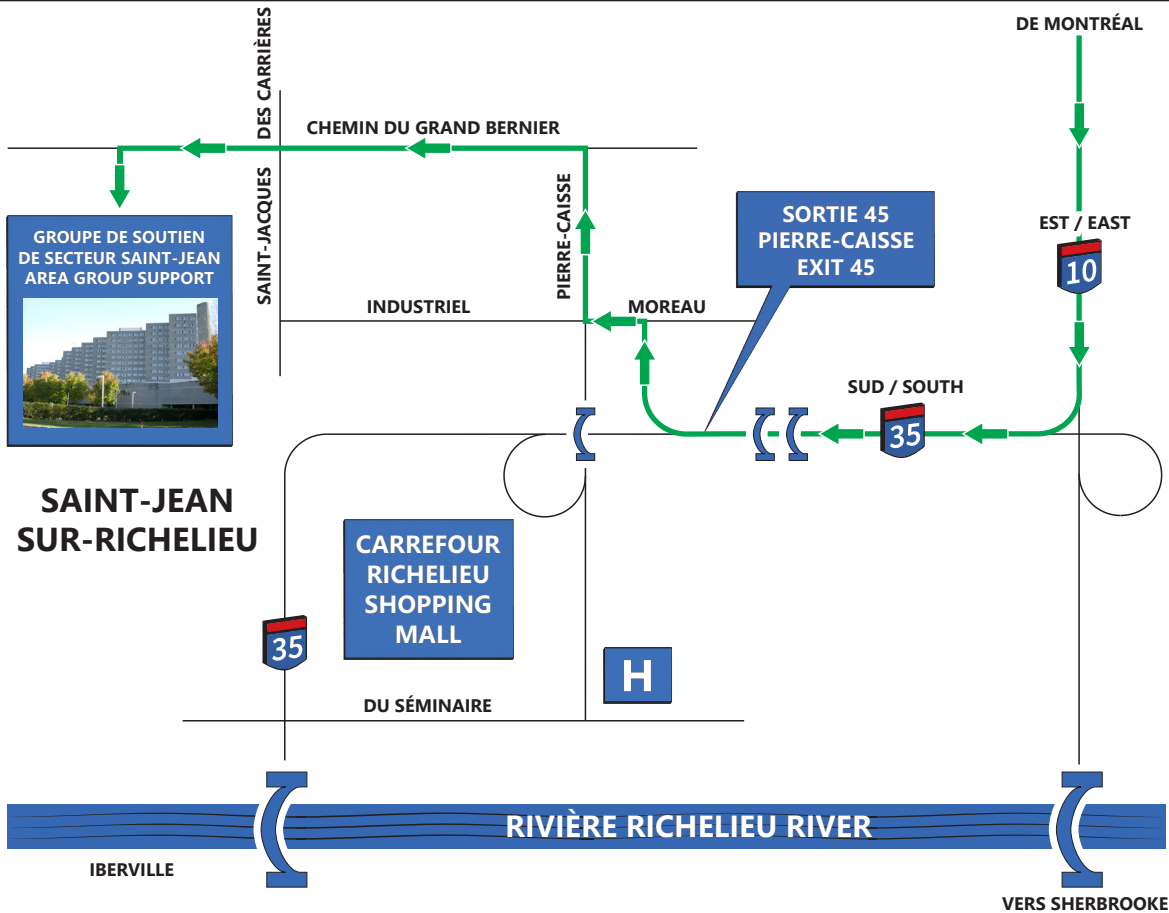 DE MONTRÉAL
DES CARRIÈRES
CHEMIN DU GRAND BERNIER
SAINT-JACQUES
PIERRE-CAISSE
SORTIE 45
PIERRE-CAISSE
EXIT 45
EST / EAST
10
GROUPE DE SOUTIEN
DE SECTEUR SAINT-JEAN
AREA GROUP SUPPORT
INDUSTRIEL
MOREAU
SUD / SOUTH
35
SAINT-JEAN
SUR-RICHELIEU
CARREFOUR
RICHELIEU
SHOPPING
MALL
35
H
DU SÉMINAIRE
RIVIÈRE RICHELIEU RIVER
IBERVILLE
VERS SHERBROOKE